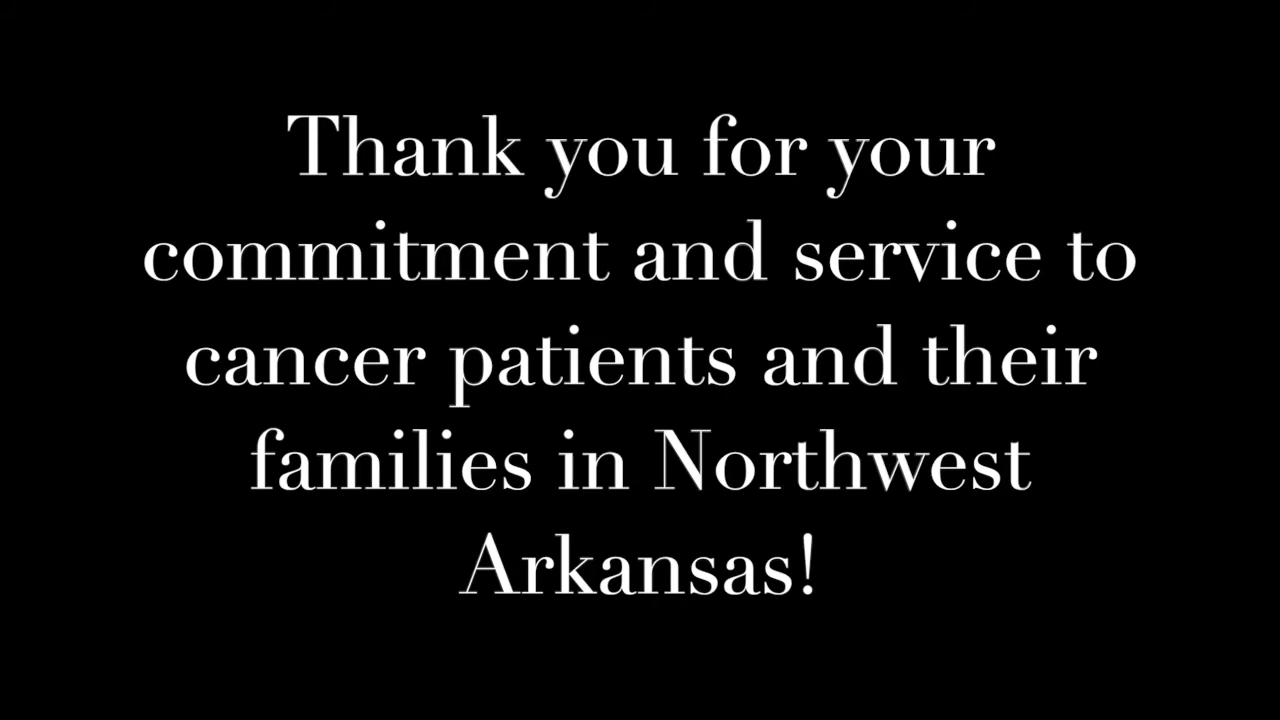 Thank you for your
commitment and service to
cancer patients and their
families in Northwest
Arkansas!